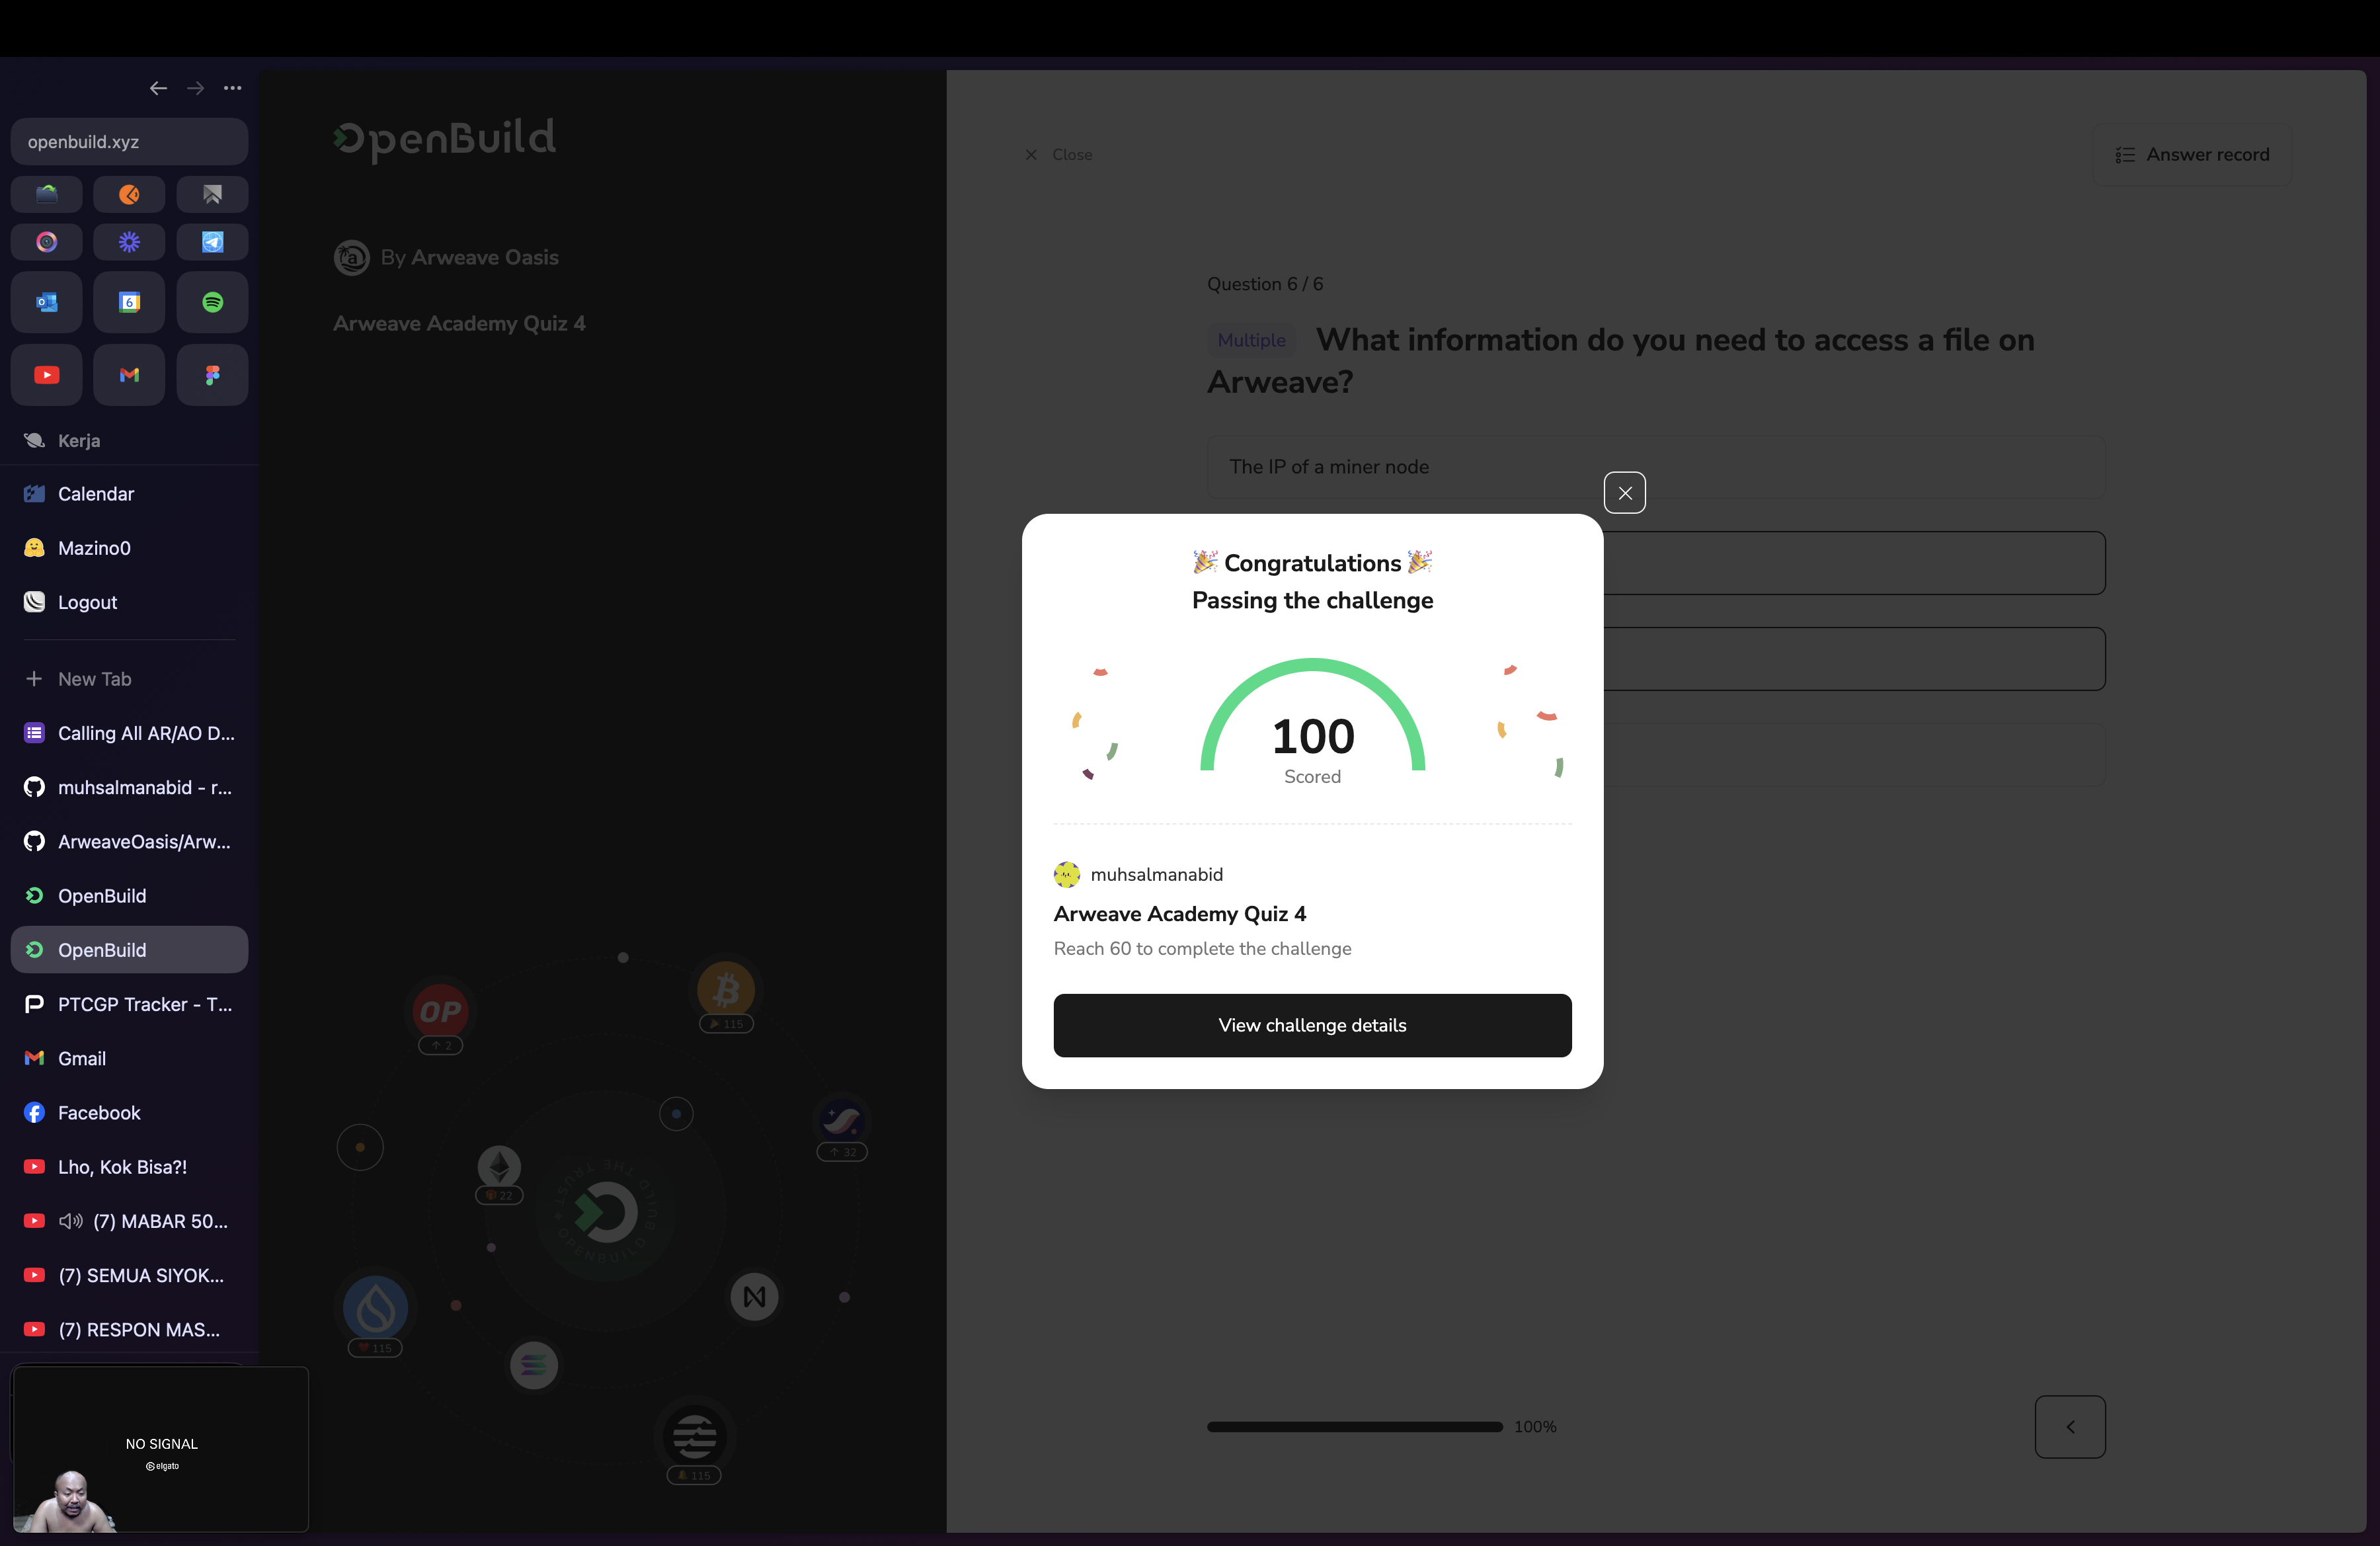 openbuild.xyz
6
Kerja
Calendar
Mazino0
Logout
New Tab
Calling All AR/AO D...
muhsalmanabid - r...
ArweaveOasis/Arw...
OpenBuild
OpenBuild
PTCGP Tracker - T...
Gmail
Facebook
Lho, Kok Bisa?!
(7) MABAR 50...
(7) SEMUA SIYOK...
(7) RESPON MAS...
NO SIGNAL
elgato
OpenBuild
By Arweave Oasis
Arweave Academy Quiz 4
OP
2
115
32
22
115
115
Close
Answer record
Question 6 / 6
Multiple What information do you need to access a file on
Arweave?
The IP of a miner node
🎉 Congratulations 🎉
Passing the challenge
100
Scored
muhsalmanabid
Arweave Academy Quiz 4
Reach 60 to complete the challenge
View challenge details
100%